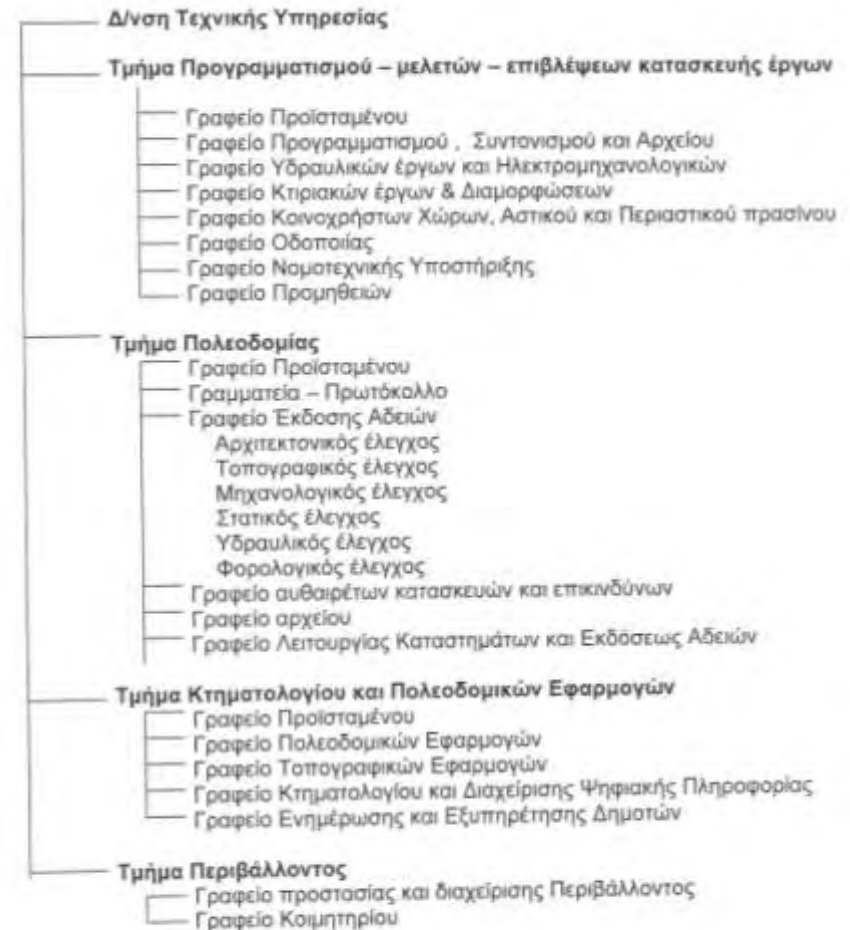 Δ/νση Τεχνικής Υπηρεσίας
Τμήμα Προγραμματισμού – μελετών – επιβλέψεων κατασκευής έργων
Γραφείο Προϊσταμένου
Γραφείο Προγραμματισμού , Συντονισμού και Αρχείου
Γραφείο Υδραυλικών έργων και Ηλεκτρομηχανολογικών
Γραφείο Κτιριακών έργων & Διαμορφώσεων
Γραφείο Κοινοχρήστων Χώρων, Αστικού και Περιαστικού πρασίνου
Γραφείο Οδοποιίας
Γραφείο Νομοτεχνικής Υποστήριξης
Γραφείο Προμηθειών
Τμήμα Πολεοδομίας
Γραφείο Προϊσταμένου
Γραμματεία – Πρωτόκολλο
Γραφείο Έκδοσης Αδειών
Αρχιτεκτονικός έλεγχος
Τοπογραφικός έλεγχος
Μηχανολογικός έλεγχος
Στατικός έλεγχος
Υδραυλικός έλεγχος
Φορολογικός έλεγχος
Γραφείο αυθαιρέτων κατασκευών και επικινδύνων
Γραφείο αρχείου
Γραφείο Λειτουργίας Καταστημάτων και Εκδόσεως Αδειών
Τμήμα Κτηματολογίου και Πολεοδομικών Εφαρμογών
Γραφείο Προϊσταμένου
Γραφείο Πολεοδομικών Εφαρμογών
Γραφείο Τοπογραφικών Εφαρμογών
Γραφείο Κτηματολογίου και Διαχείρισης Ψηφιακής Πληροφορίας
Γραφείο Ενημέρωσης και Εξυπηρέτησης Δημοτών
Τμήμα Περιβάλλοντος
Γραφείο προστασίας και διαχείρισης Περιβάλλοντος
Γραφείο Κοιμητηρίου